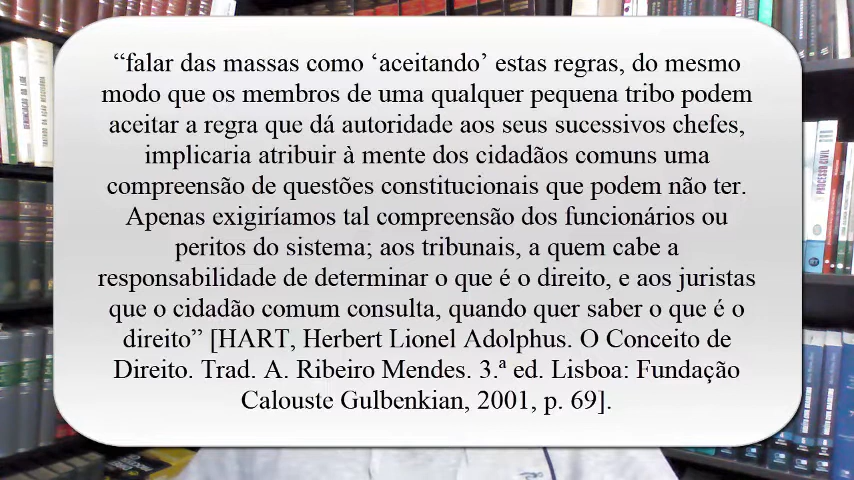 “falar das massas como ‘aceitando’ estas regras, do mesmo
modo que os membros de uma qualquer pequena tribo podem
aceitar a regra que dá autoridade aos seus sucessivos chefes,
implicaria atribuir à mente dos cidadãos comuns uma
compreensão de questões constitucionais que podem não ter.
Apenas exigiríamos tal compreensão dos funcionários ou
peritos do sistema; aos tribunais, a quem cabe a
responsabilidade de determinar o que é o direito, e aos juristas
que o cidadão comum consulta, quando quer saber o que é o
direito” [HART, Herbert Lionel Adolphus. O Conceito de
Direito. Trad. A. Ribeiro Mendes. 3.ª ed. Lisboa: Fundação
Calouste Gulbenkian, 2001, p. 69].
PROCESSO CIVIL